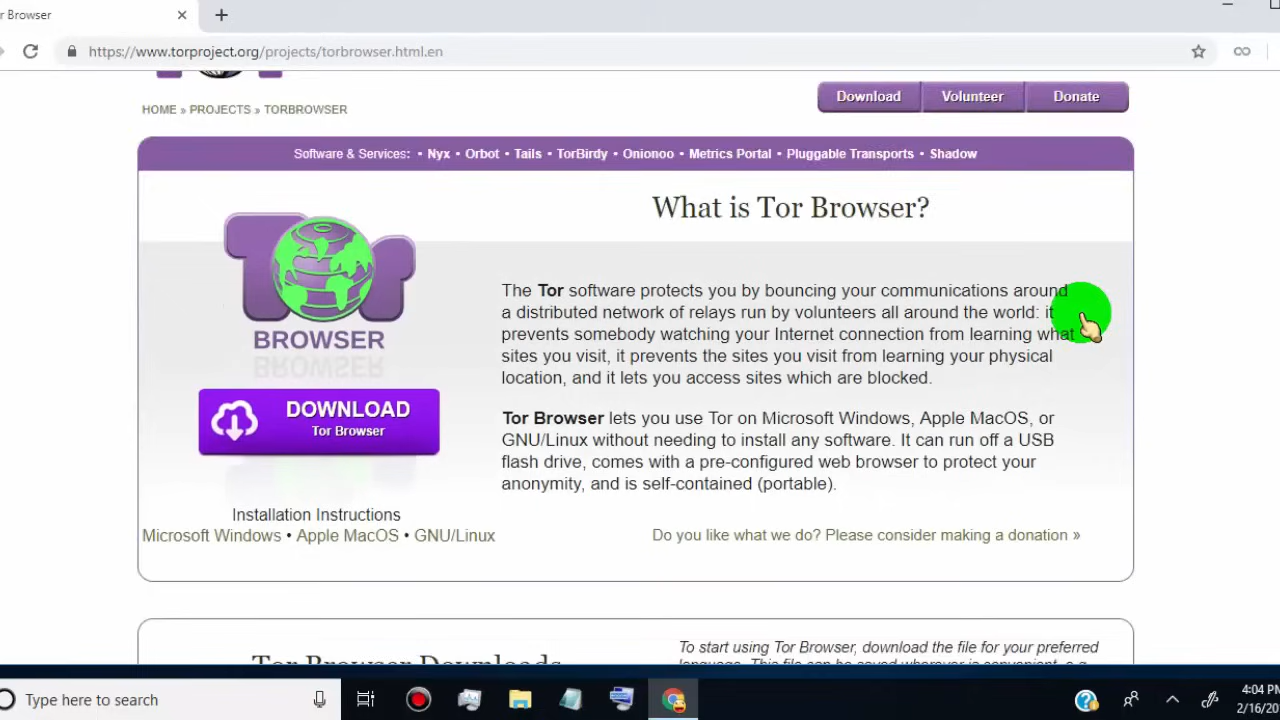 or Browser
https://www.torproject.org/projects/torbrowser.html.en
HOME » PROJECTS » TORBROWSER
Download
Volunteer
Donate
Software & Services: • Nyx • Orbot • Tails • TorBirdy • Onionoo • Metrics Portal • Pluggable Transports • Shadow
Tor
BROWSER
DOWNLOAD
Tor Browser
Installation Instructions
Microsoft Windows • Apple MacOS • GNU/Linux
What is Tor Browser?
The Tor software protects you by bouncing your communications around
a distributed network of relays run by volunteers all around the world: it
prevents somebody watching your Internet connection from learning what
sites you visit, it prevents the sites you visit from learning your physical
location, and it lets you access sites which are blocked.
Tor Browser lets you use Tor on Microsoft Windows, Apple MacOS, or
GNU/Linux without needing to install any software. It can run off a USB
flash drive, comes with a pre-configured web browser to protect your
anonymity, and is self-contained (portable).
Do you like what we do? Please consider making a donation »
Tor Browser Downloads
To start using Tor Browser, download the file for your preferred
language. This file can be saved wherever is convenient, e.g.
Type here to search
4:04 PM
2/16/20